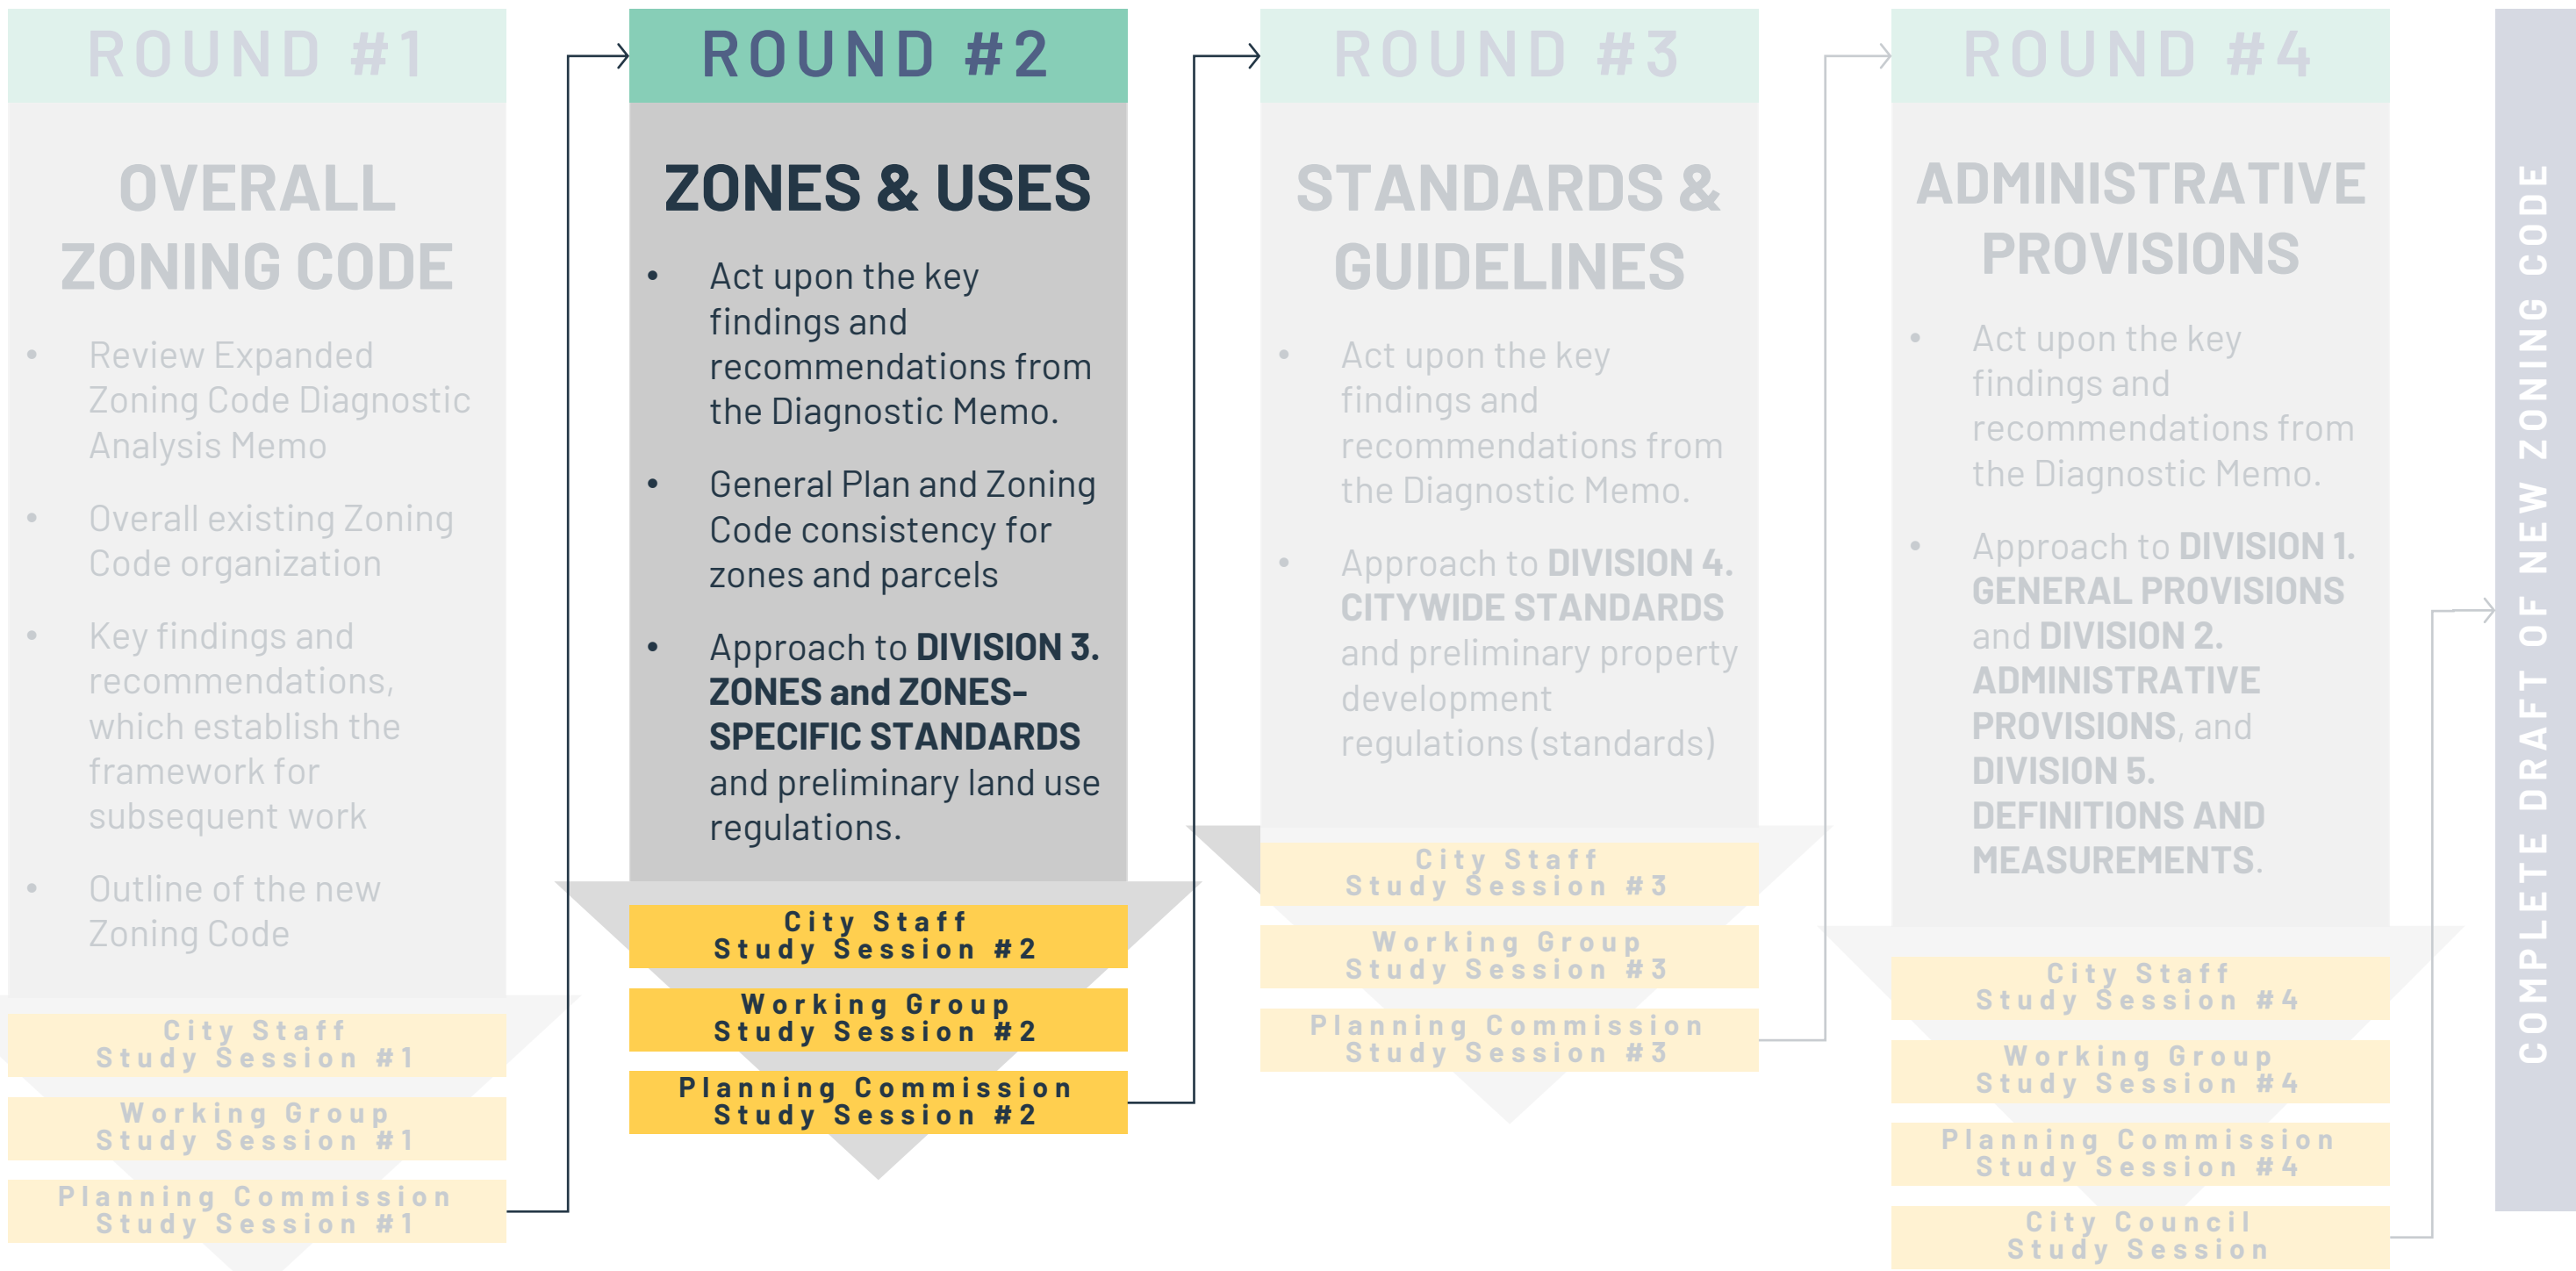 ROUND #1
OVERALL
ZONING CODE
• Review Expanded
Zoning Code Diagnostic
Analysis Memo
• Overall existing Zoning
Code organization
• Key findings and
recommendations,
which establish the
framework for
subsequent work
• Outline of the new
Zoning Code
City Staff
Study Session #1
Working Group
Study Session #1
Planning Commission
Study Session #1
ROUND #2
ZONES & USES
• Act upon the key
findings and
recommendations from
the Diagnostic Memo.
• General Plan and Zoning
Code consistency for
zones and parcels
• Approach to DIVISION 3.
ZONES and ZONES-
SPECIFIC STANDARDS
and preliminary land use
regulations.
City Staff
Study Session #2
Working Group
Study Session #2
Planning Commission
Study Session #2
ROUND #3
STANDARDS &
GUIDELINES
• Act upon the key
findings and
recommendations from
the Diagnostic Memo.
• Approach to DIVISION 4.
CITYWIDE STANDARDS
and preliminary property
development
regulations (standards)
City Staff
Study Session #3
Working Group
Study Session #3
Planning Commission
Study Session #3
ROUND #4
ADMINISTRATIVE
PROVISIONS
• Act upon the key
findings and
recommendations from
the Diagnostic Memo.
• Approach to DIVISION 1.
GENERAL PROVISIONS
and DIVISION 2.
ADMINISTRATIVE
PROVISIONS, and
DIVISION 5.
DEFINITIONS AND
MEASUREMENTS.
City Staff
Study Session #4
Working Group
Study Session #4
Planning Commission
Study Session #4
City Council
Study Session
COMPLETE DRAFT OF NEW ZONING CODE